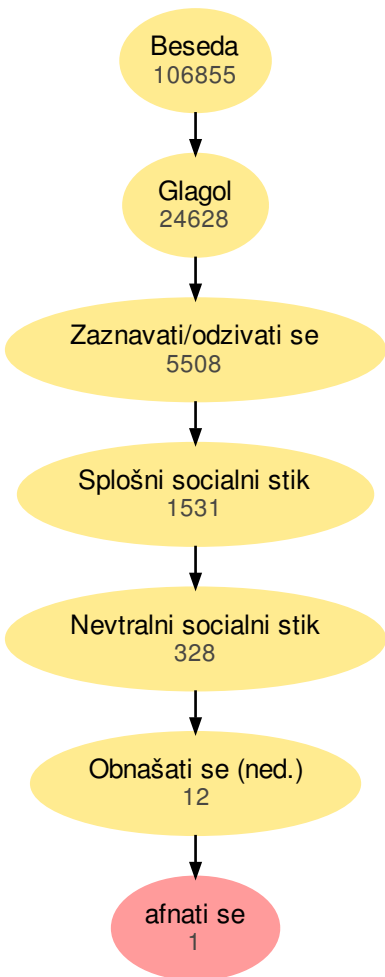 Beseda
106855
Glagol
24628
Zaznavati/odzivati se
5508
Splošni socialni stik
1531
Nevtralni socialni stik
328
Obnašati se (ned.)
12
afnati se
1